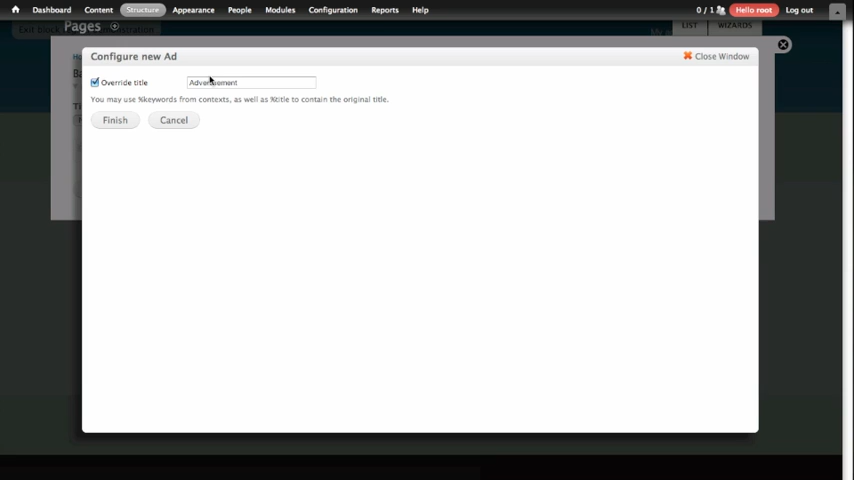 Dashboard Content Structure Appearance People Modules Configuration Reports Help 0 / 1 Hello root Log out
Pages
LIST WIZARDS
Configure new Ad Close Window
Override title Advertisement
You may use %keywords from contexts, as well as %title to contain the original title.
Finish Cancel